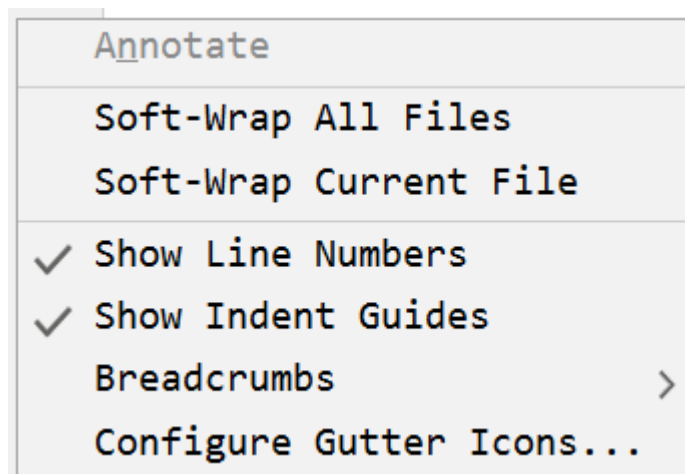 Annotate
Soft-Wrap All Files
Soft-Wrap Current File
Show Line Numbers
Show Indent Guides
Breadcrumbs
Configure Gutter Icons...